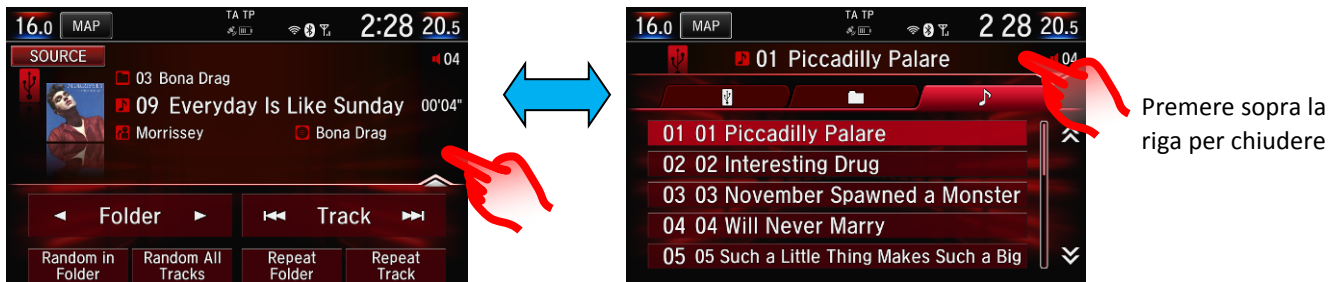 16.0 MAP TA TP 2:28 20.5
SOURCE 04
03 Bona Drag
09 Everyday Is Like Sunday 00'04"
Morrissey Bona Drag
Folder Track
Random in Folder Random All Tracks Repeat Folder Repeat Track
16.0 MAP TA TP 2 28 20.5
01 Piccadilly Palare 04
01 01 Piccadilly Palare
02 02 Interesting Drug
03 03 November Spawned a Monster
04 04 Will Never Marry
05 05 Such a Little Thing Makes Such a Big
Premere sopra la
riga per chiudere